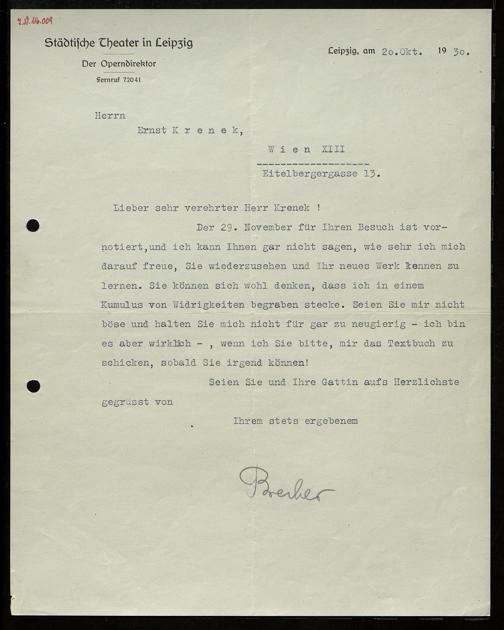 Städtische Theater in Leipzig
Der Operndirektor
Fernruf 72041
Leipzig, am 20.Okt. 1930.
Herrn
Ernst K r e n e k,
W i e n XIII
Eitelbergergasse 13.
Lieber sehr verehrter Herr Krenek !
Der 29. November für Ihren Besuch ist vor-
notiert,und ich kann Ihnen gar nicht sagen, wie sehr ich mich
darauf freue, Sie wiederzusehen und Ihr neues Werk kennen zu
lernen. Sie können sich wohl denken, dass ich in einem
Kumulus von Widrigkeiten begraben stecke. Seien Sie mir nicht
böse und halten Sie mich nicht für gar zu neugierig - ich bin
es aber wirklich - , wenn ich Sie bitte, mir das Textbuch zu
schicken, sobald Sie irgend können!
Seien Sie und Ihre Gattin aufs Herzlichste
gegrüsst von
Ihrem stets ergebenem
Brecher